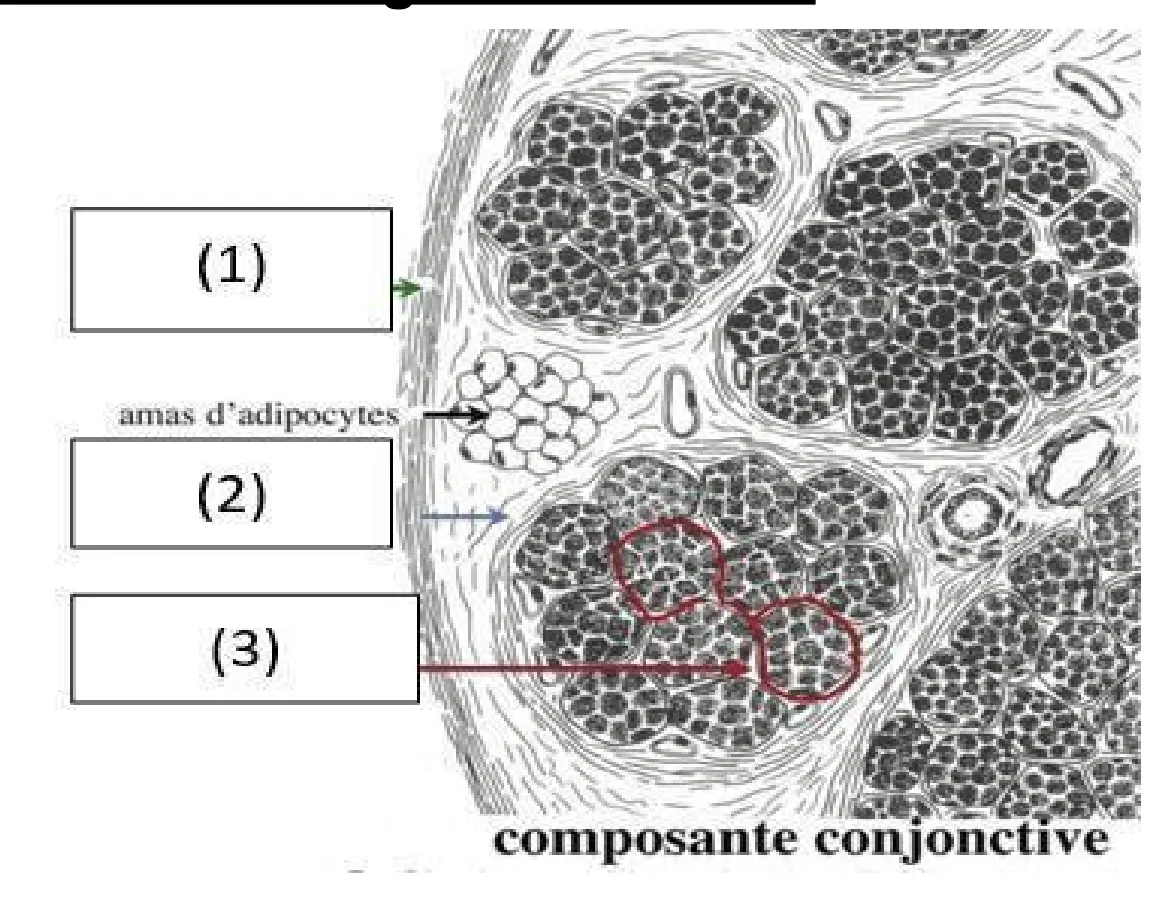 (1)
amas d'adipocytes
(2)
(3)
composante conjonctive